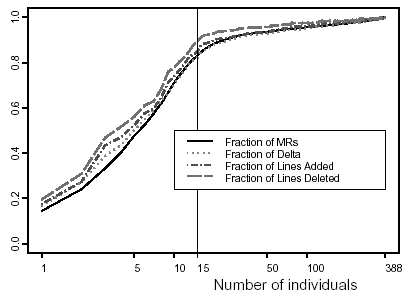 1.0
0.8
0.6
0.4
0.2
0.0
Fraction of MRs
Fraction of Delta
Fraction of Lines Added
Fraction of Lines Deleted
1 5 10 15 50 100 388
Number of individuals